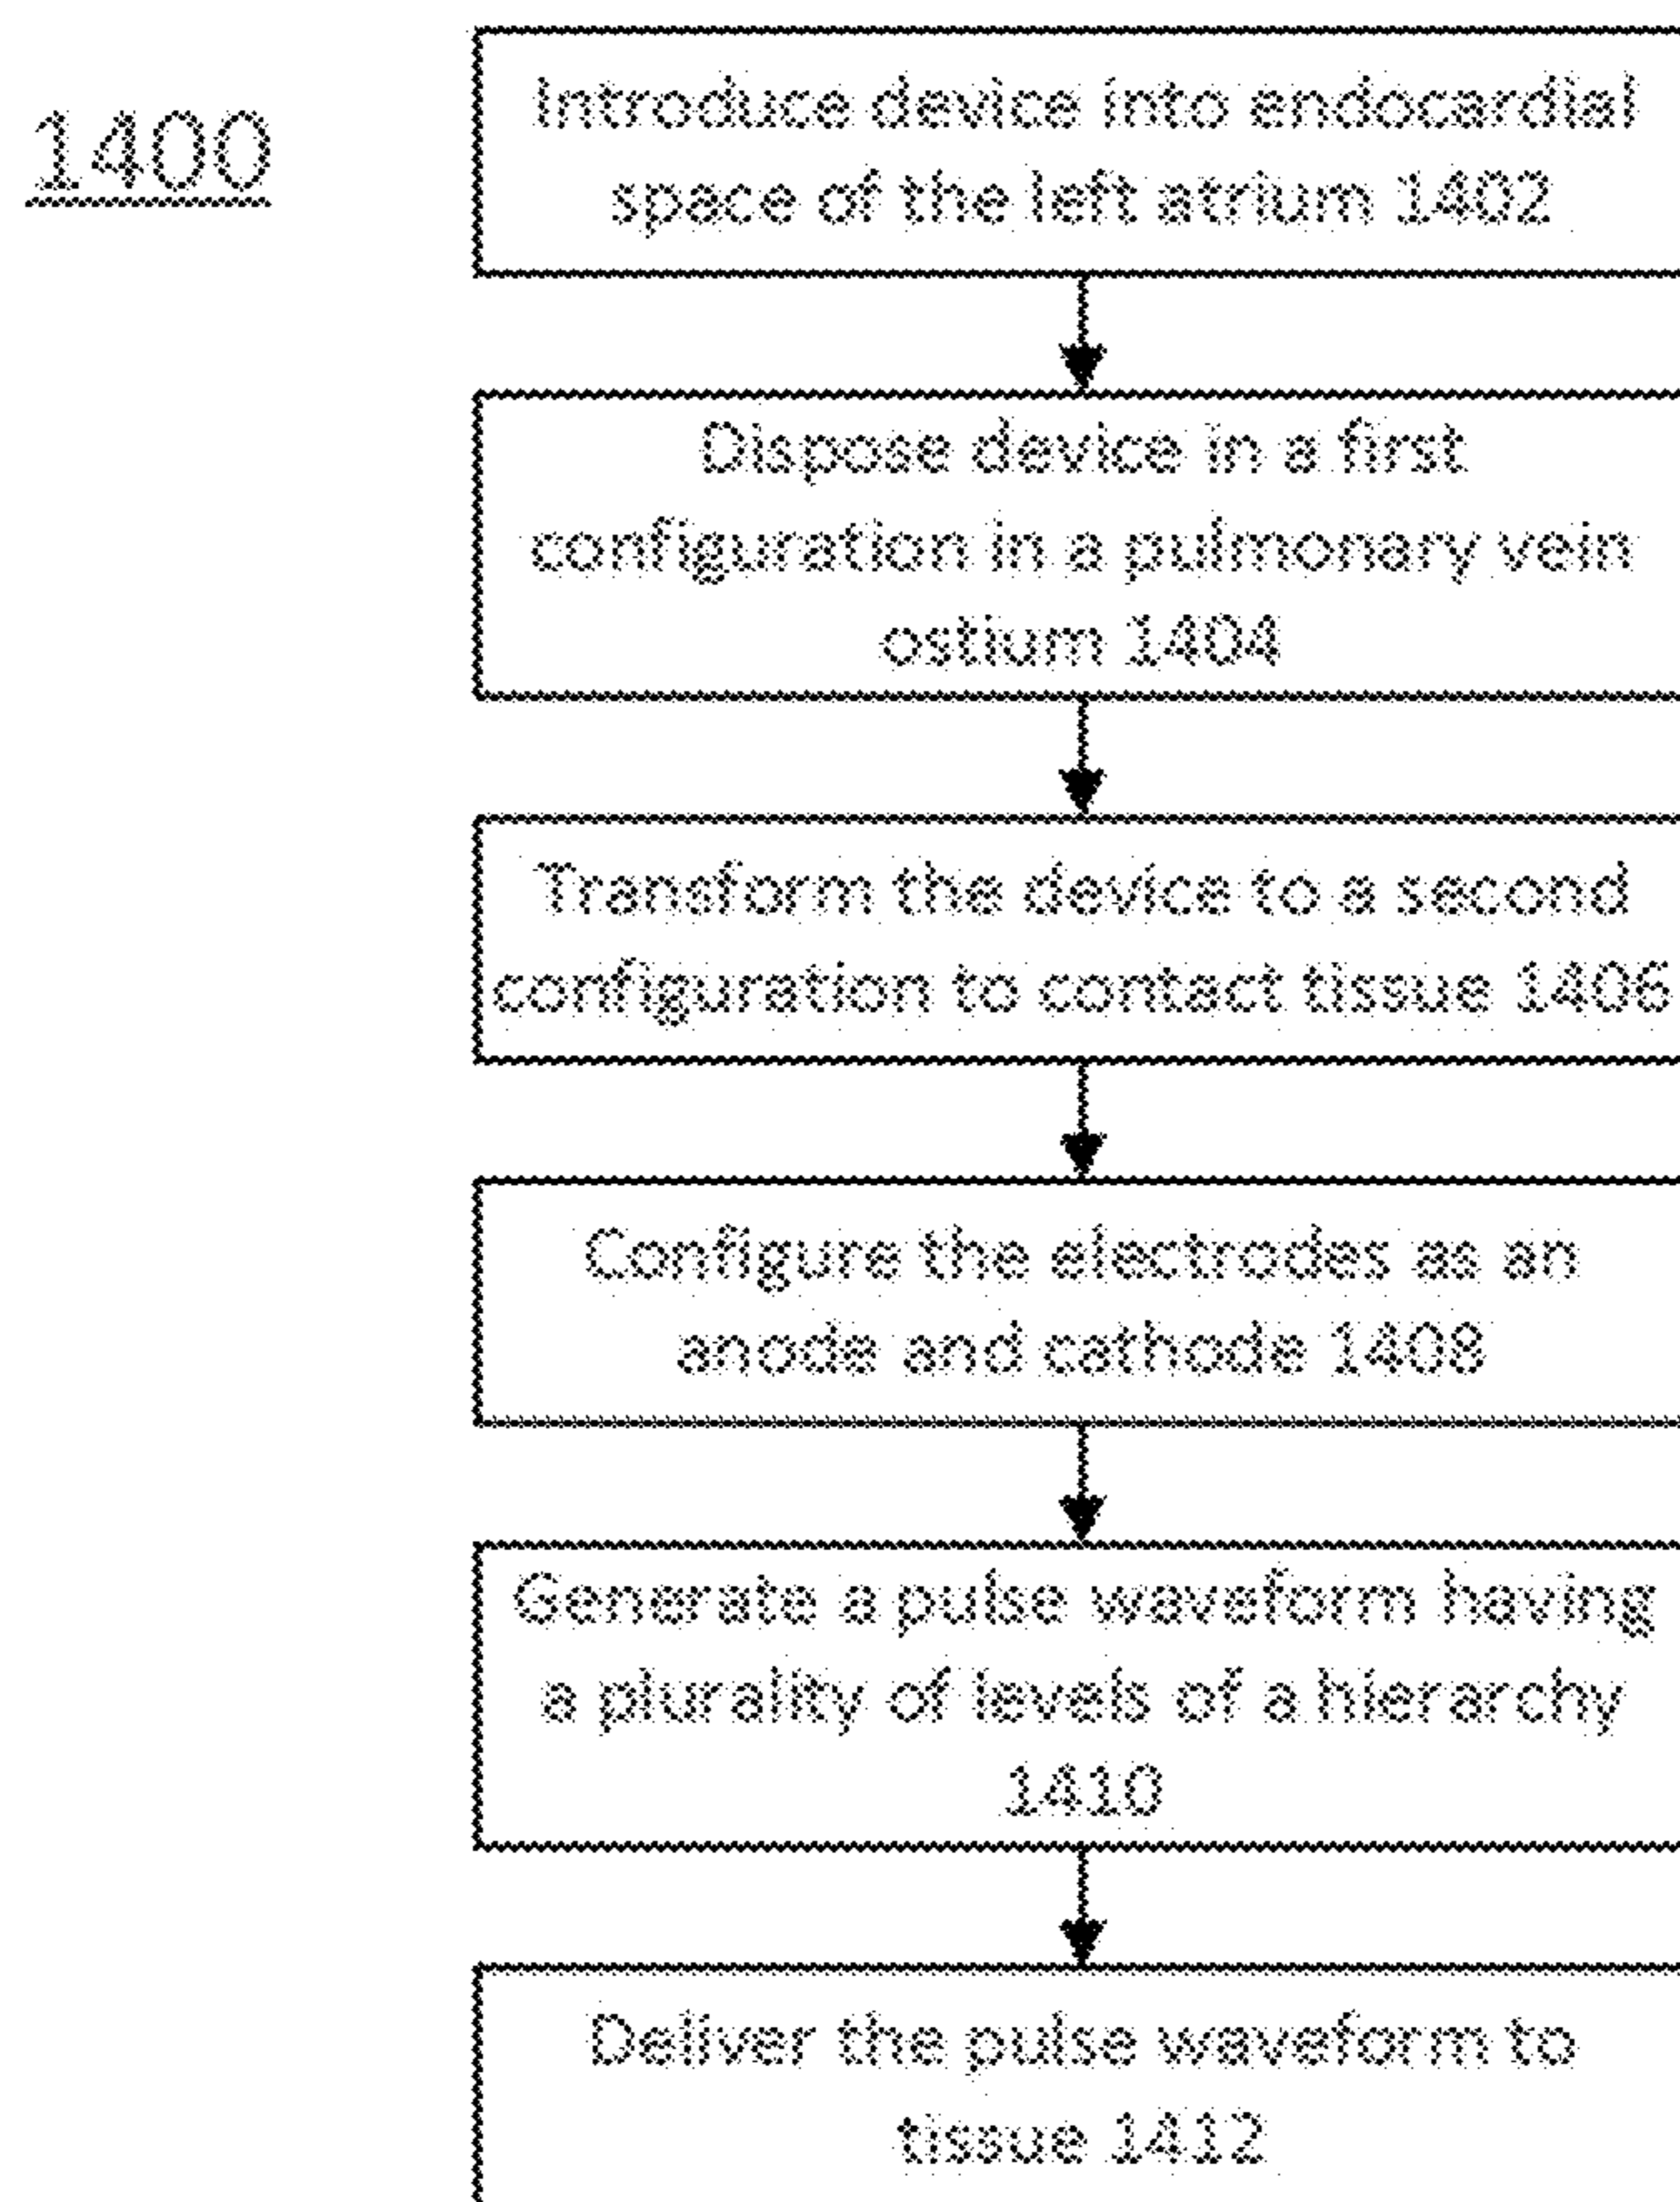 1400
Introduce device into endocardial
space of the left atrium 1402
Dispose device in a first
configuration in a pulmonary vein
ostium 1404
Transform the device to a second
configuration to contact tissue 1406
Configure the electrodes as an
anode and cathode 1408
Generate a pulse waveform having
a plurality of levels of a hierarchy
1410
Deliver the pulse waveform to
tissue 1412